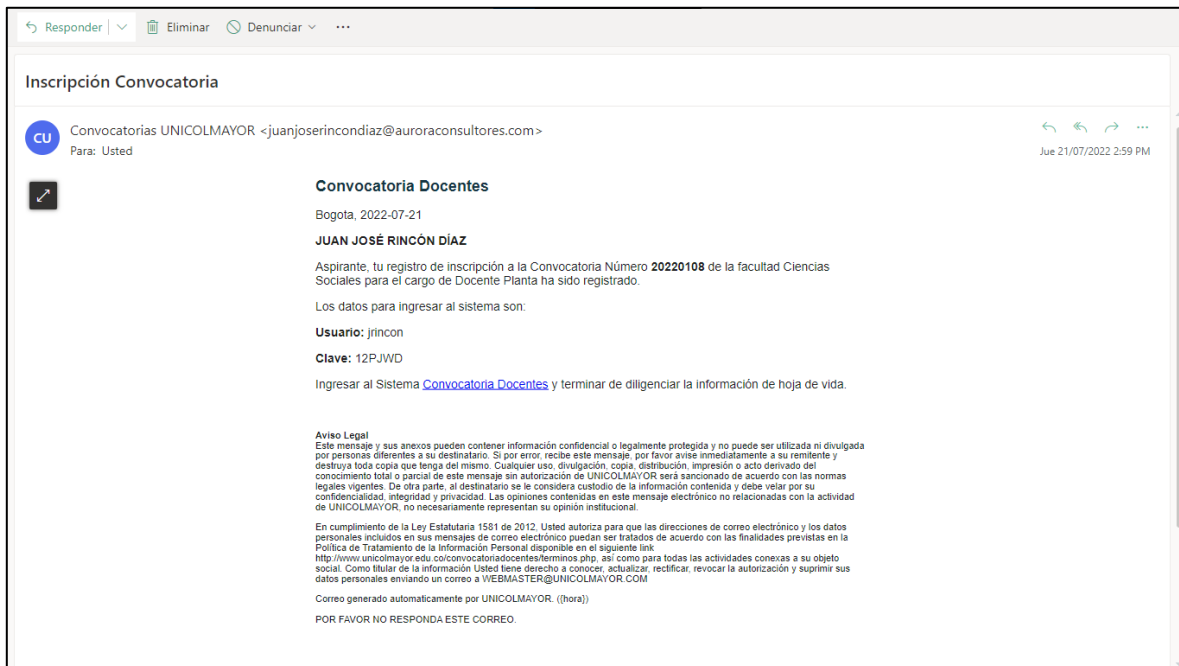 Responder Eliminar Denunciar ...
Inscripción Convocatoria
CU
Convocatorias UNICOLMAYOR <juanjoserincondiaz@auroraconsultores.com>
Para: Usted
Jue 21/07/2022 2:59 PM
Convocatoria Docentes
Bogota, 2022-07-21
JUAN JOSÉ RINCÓN DÍAZ
Aspirante, tu registro de inscripción a la Convocatoria Número 20220108 de la facultad Ciencias
Sociales para el cargo de Docente Planta ha sido registrado.
Los datos para ingresar al sistema son:
Usuario: jrincon
Clave: 12PJWD
Ingresar al Sistema Convocatoria Docentes y terminar de diligenciar la información de hoja de vida.
Aviso Legal
Este mensaje y sus anexos pueden contener información confidencial o legalmente protegida y no puede ser utilizada ni divulgada
por personas diferentes a su destinatario. Si por error, recibe este mensaje, por favor avise inmediatamente a su remitente y
destruya toda copia que tenga del mismo. Cualquier uso, divulgación, copia, distribución, impresión o acto derivado del
conocimiento total o parcial de este mensaje sin autorización de UNICOLMAYOR será sancionado de acuerdo con las normas
legales vigentes. De otra parte, al destinatario se le considera custodio de la información contenida y debe velar por su
confidencialidad, integridad y privacidad. Las opiniones contenidas en este mensaje electrónico no relacionadas con la actividad
de UNICOLMAYOR, no necesariamente representan su opinión institucional.
En cumplimiento de la Ley Estatutaria 1581 de 2012, Usted autoriza para que las direcciones de correo electrónico y los datos
personales incluidos en sus mensajes de correo electrónico puedan ser tratados de acuerdo con las finalidades previstas en la
Política de Tratamiento de la Información Personal disponible en el siguiente link
http://www.unicolmayor.edu.co/convocatoriadocentes/terminos.php, así como para todas las actividades conexas a su objeto
social. Como titular de la información Usted tiene derecho a conocer, actualizar, rectificar, revocar la autorización y suprimir sus
datos personales enviando un correo a WEBMASTER@UNICOLMAYOR.COM
Correo generado automaticamente por UNICOLMAYOR. ({hora})
POR FAVOR NO RESPONDA ESTE CORREO.